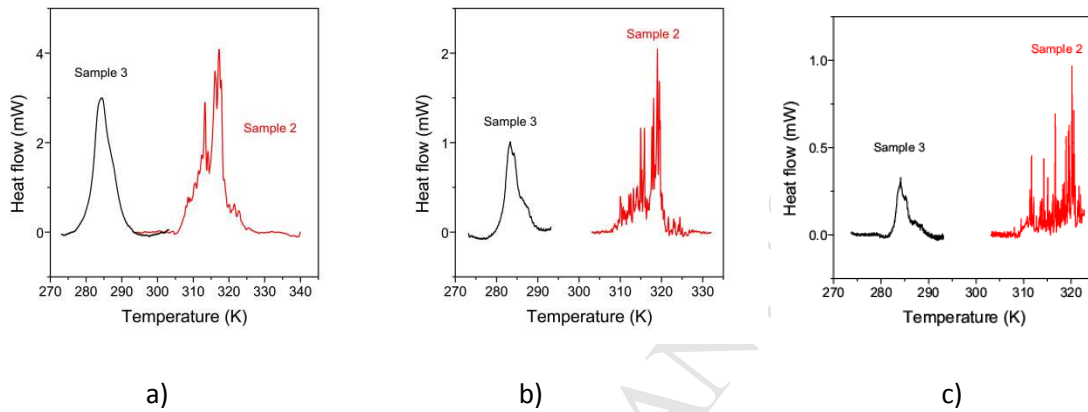 Sample 3
Sample 2
Heat flow (mW)
4
2
0
270 280 290 300 310 320 330 340
Temperature (K)
a)
Sample 2
Sample 3
Heat flow (mW)
2
1
0
270 280 290 300 310 320 330
Temperature (K)
b)
Sample 2
Sample 3
Heat flow (mW)
1.0
0.5
0.0
270 280 290 300 310 320
Temperature (K)
c)